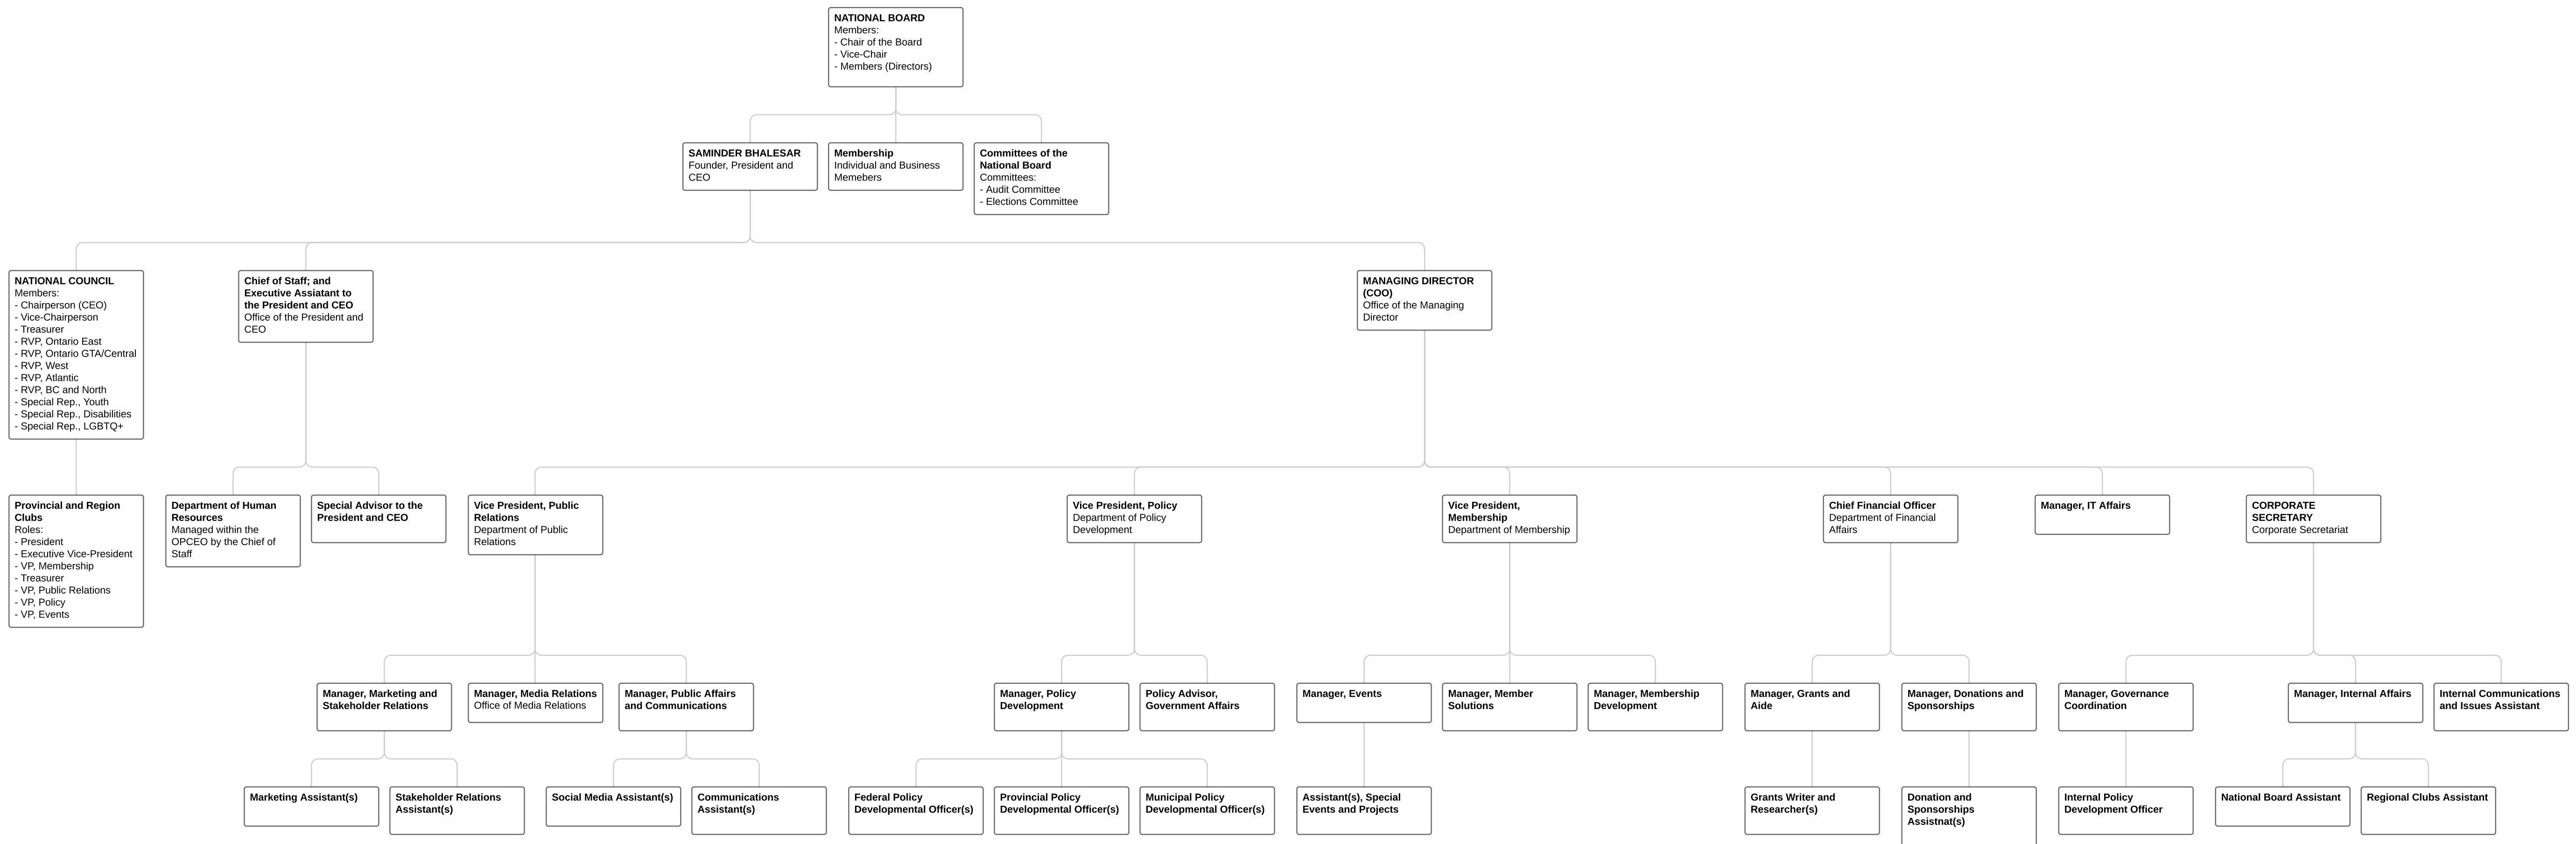 NATIONAL BOARD
Members:
- Chair of the Board
- Vice-Chair
- Members (Directors)
SAMINDER BHALESAR
Founder, President and
CEO
Membership
Individual and Business
Memebers
Committees of the
National Board
Committees:
- Audit Committee
- Elections Committee
NATIONAL COUNCIL
Members:
- Chairperson (CEO)
- Vice-Chairperson
- Treasurer
- RVP, Ontario East
- RVP, Ontario GTA/Central
- RVP, West
- RVP, Atlantic
- RVP, BC and North
- Special Rep., Youth
- Special Rep., Disabilities
- Special Rep., LGBTQ+
Chief of Staff; and
Executive Assiatant to
the President and CEO
Office of the President and
CEO
MANAGING DIRECTOR
(COO)
Office of the Managing
Director
Provincial and Region
Clubs
Roles:
- President
- Executive Vice-President
- VP, Membership
- Treasurer
- VP, Public Relations
- VP, Policy
- VP, Events
Department of Human
Resources
Managed within the
OPCEO by the Chief of
Staff
Special Advisor to the
President and CEO
Vice President, Public
Relations
Department of Public
Relations
Vice President, Policy
Department of Policy
Development
Vice President,
Membership
Department of Membership
Chief Financial Officer
Department of Financial
Affairs
Manager, IT Affairs
CORPORATE
SECRETARY
Corporate Secretariat
Manager, Marketing and
Stakeholder Relations
Manager, Media Relations
Office of Media Relations
Manager, Public Affairs
and Communications
Manager, Policy
Development
Policy Advisor,
Government Affairs
Manager, Events
Manager, Member
Solutions
Manager, Membership
Development
Manager, Grants and
Aide
Manager, Donations and
Sponsorships
Manager, Governance
Coordination
Manager, Internal Affairs
Internal Communications
and Issues Assistant
Marketing Assistant(s)
Stakeholder Relations
Assistant(s)
Social Media Assistant(s)
Communications
Assistant(s)
Federal Policy
Developmental Officer(s)
Provincial Policy
Developmental Officer(s)
Municipal Policy
Developmental Officer(s)
Assistant(s), Special
Events and Projects
Grants Writer and
Researcher(s)
Donation and
Sponsorships
Assistnat(s)
Internal Policy
Development Officer
National Board Assistant
Regional Clubs Assistant